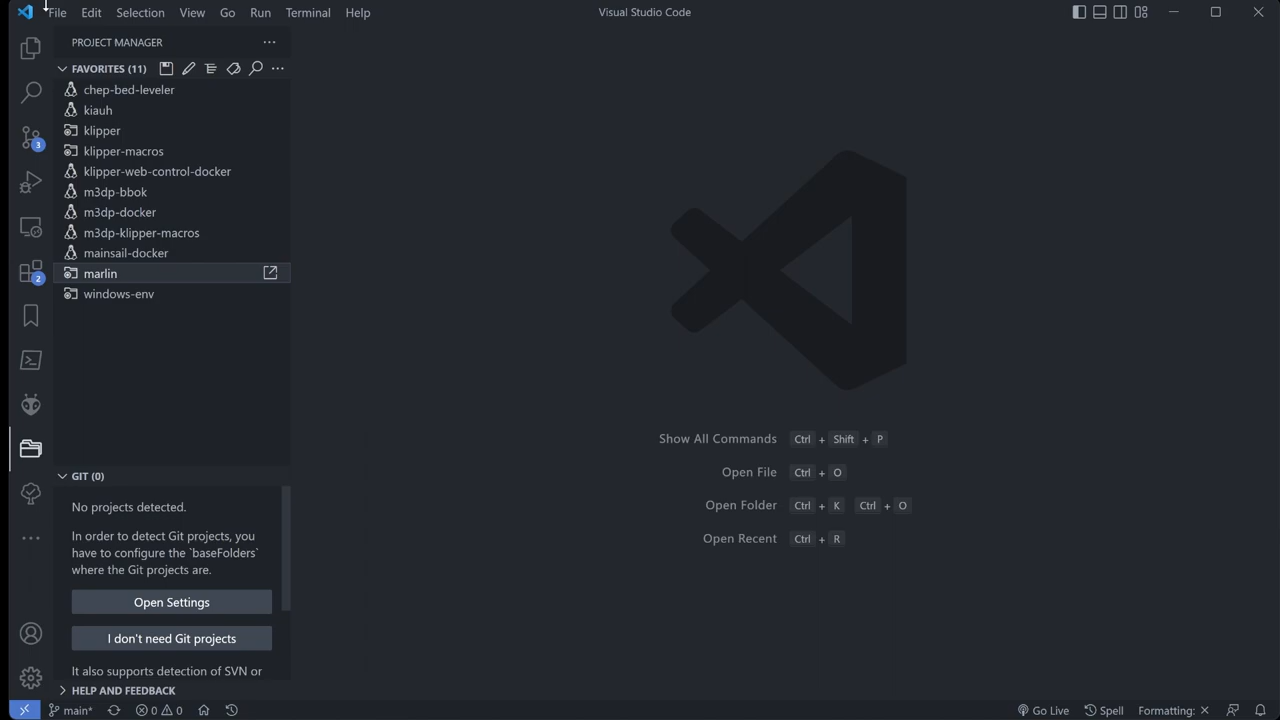 File Edit Selection View Go Run Terminal Help Visual Studio Code
PROJECT MANAGER
FAVORITES (11)
chep-bed-leveler
kiauh
klipper
klipper-macros
klipper-web-control-docker
m3dp-bbok
m3dp-docker
m3dp-klipper-macros
mainsail-docker
marlin
windows-env
3
2
Show All Commands Ctrl + Shift + P
Open File Ctrl + O
Open Folder Ctrl + K Ctrl + O
Open Recent Ctrl + R
GIT (0)
No projects detected.
In order to detect Git projects, you
have to configure the `baseFolders`
where the Git projects are.
Open Settings
I don't need Git projects
It also supports detection of SVN or
HELP AND FEEDBACK
main* 0 0 Go Live Spell Formatting: ✕